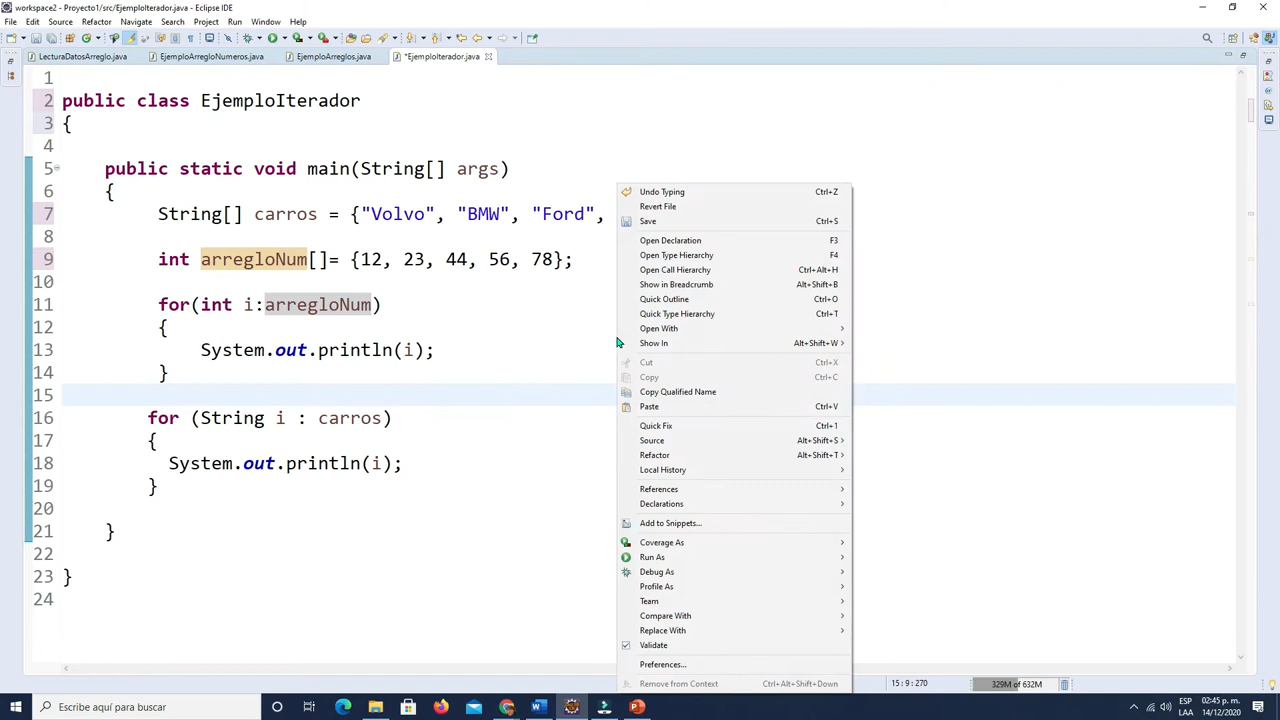 workspace2 - Proyecto1/src/EjemploIterador.java - Eclipse IDE
File Edit Source Refactor Navigate Search Project Run Window Help
LecturaDatosArreglo.java EjemploArregloNumeros.java EjemploArreglos.java *EjemploIterador.java
1
2 public class EjemploIterador
3 {
4
5 public static void main(String[] args)
6 {
7 String[] carros = {"Volvo", "BMW", "Ford",
8
9 int arregloNum[]= {12, 23, 44, 56, 78};
10
11 for(int i:arregloNum)
12 {
13 System.out.println(i);
14 }
15
16 for (String i : carros)
17 {
18 System.out.println(i);
19 }
20
21 }
22
23 }
24
Undo Typing Ctrl+Z
Revert File
Save Ctrl+S
Open Declaration F3
Open Type Hierarchy F4
Open Call Hierarchy Ctrl+Alt+H
Show in Breadcrumb Alt+Shift+B
Quick Outline Ctrl+O
Quick Type Hierarchy Ctrl+T
Open With
Show In Alt+Shift+W
Cut Ctrl+X
Copy Ctrl+C
Copy Qualified Name
Paste Ctrl+V
Quick Fix Ctrl+1
Source Alt+Shift+S
Refactor Alt+Shift+T
Local History
References
Declarations
Add to Snippets...
Coverage As
Run As
Debug As
Profile As
Team
Compare With
Replace With
Validate
Preferences...
Remove from Context Ctrl+Alt+Shift+Down
15 : 9 : 270 329M of 632M
Escribe aquí para buscar
ESP 02:45 p. m.
LAA 14/12/2020